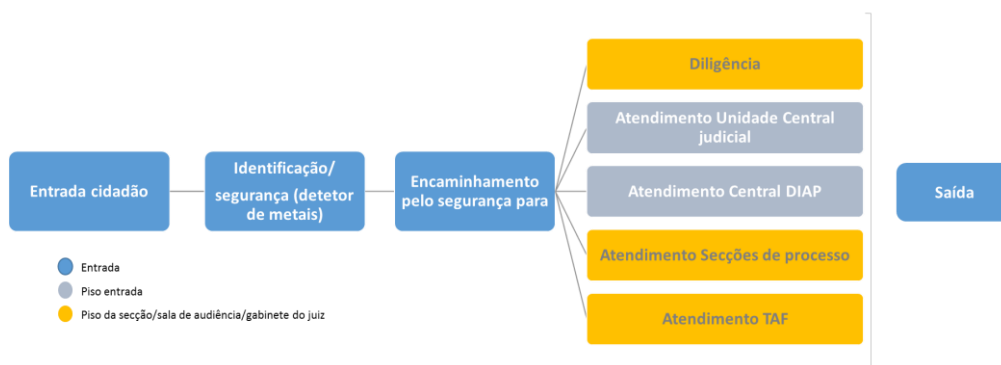 Entrada cidadão
Identificação/
segurança (detetor
de metais)
Encaminhamento
pelo segurança para
Diligência
Atendimento Unidade Central
judicial
Atendimento Central DIAP
Atendimento Secções de processo
Atendimento TAF
Saída
Entrada
Piso entrada
Piso da secção/sala de audiência/gabinete do juiz